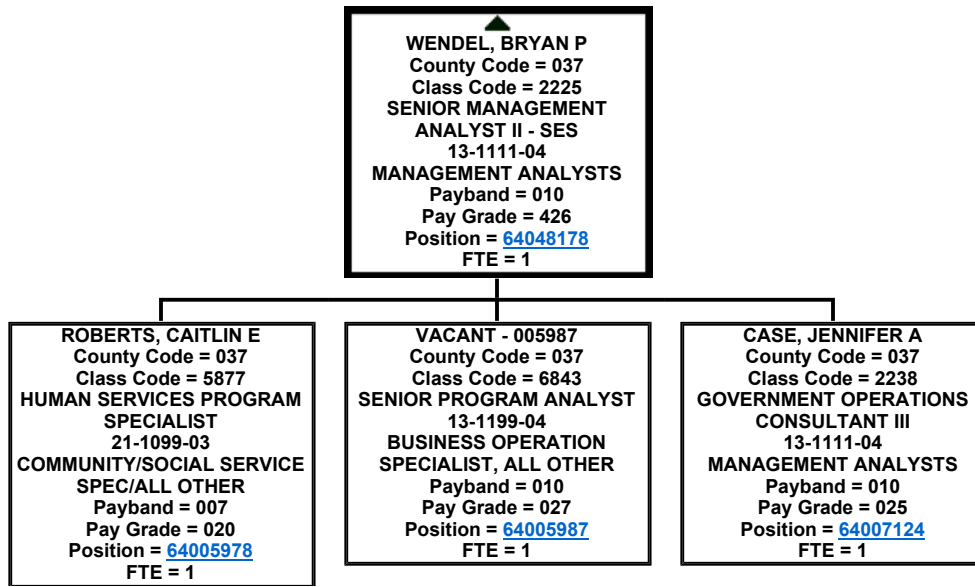 WENDEL, BRYAN P
County Code = 037
Class Code = 2225
SENIOR MANAGEMENT
ANALYST II - SES
13-1111-04
MANAGEMENT ANALYSTS
Payband = 010
Pay Grade = 426
Position = 64048178
FTE = 1
ROBERTS, CAITLIN E
County Code = 037
Class Code = 5877
HUMAN SERVICES PROGRAM
SPECIALIST
21-1099-03
COMMUNITY/SOCIAL SERVICE
SPEC/ALL OTHER
Payband = 007
Pay Grade = 020
Position = 64005978
FTE = 1
VACANT - 005987
County Code = 037
Class Code = 6843
SENIOR PROGRAM ANALYST
13-1199-04
BUSINESS OPERATION
SPECIALIST, ALL OTHER
Payband = 010
Pay Grade = 027
Position = 64005987
FTE = 1
CASE, JENNIFER A
County Code = 037
Class Code = 2238
GOVERNMENT OPERATIONS
CONSULTANT III
13-1111-04
MANAGEMENT ANALYSTS
Payband = 010
Pay Grade = 025
Position = 64007124
FTE = 1